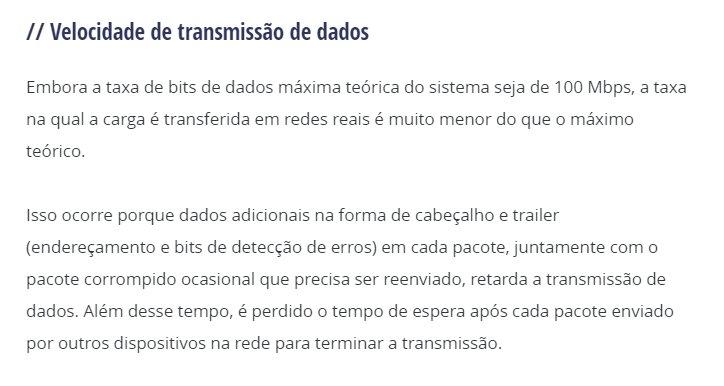 // Velocidade de transmissão de dados
Embora a taxa de bits de dados máxima teórica do sistema seja de 100 Mbps, a taxa
na qual a carga é transferida em redes reais é muito menor do que o máximo
teórico.
Isso ocorre porque dados adicionais na forma de cabeçalho e trailer
(endereçamento e bits de detecção de erros) em cada pacote, juntamente com o
pacote corrompido ocasional que precisa ser reenviado, retarda a transmissão de
dados. Além desse tempo, é perdido o tempo de espera após cada pacote enviado
por outros dispositivos na rede para terminar a transmissão.